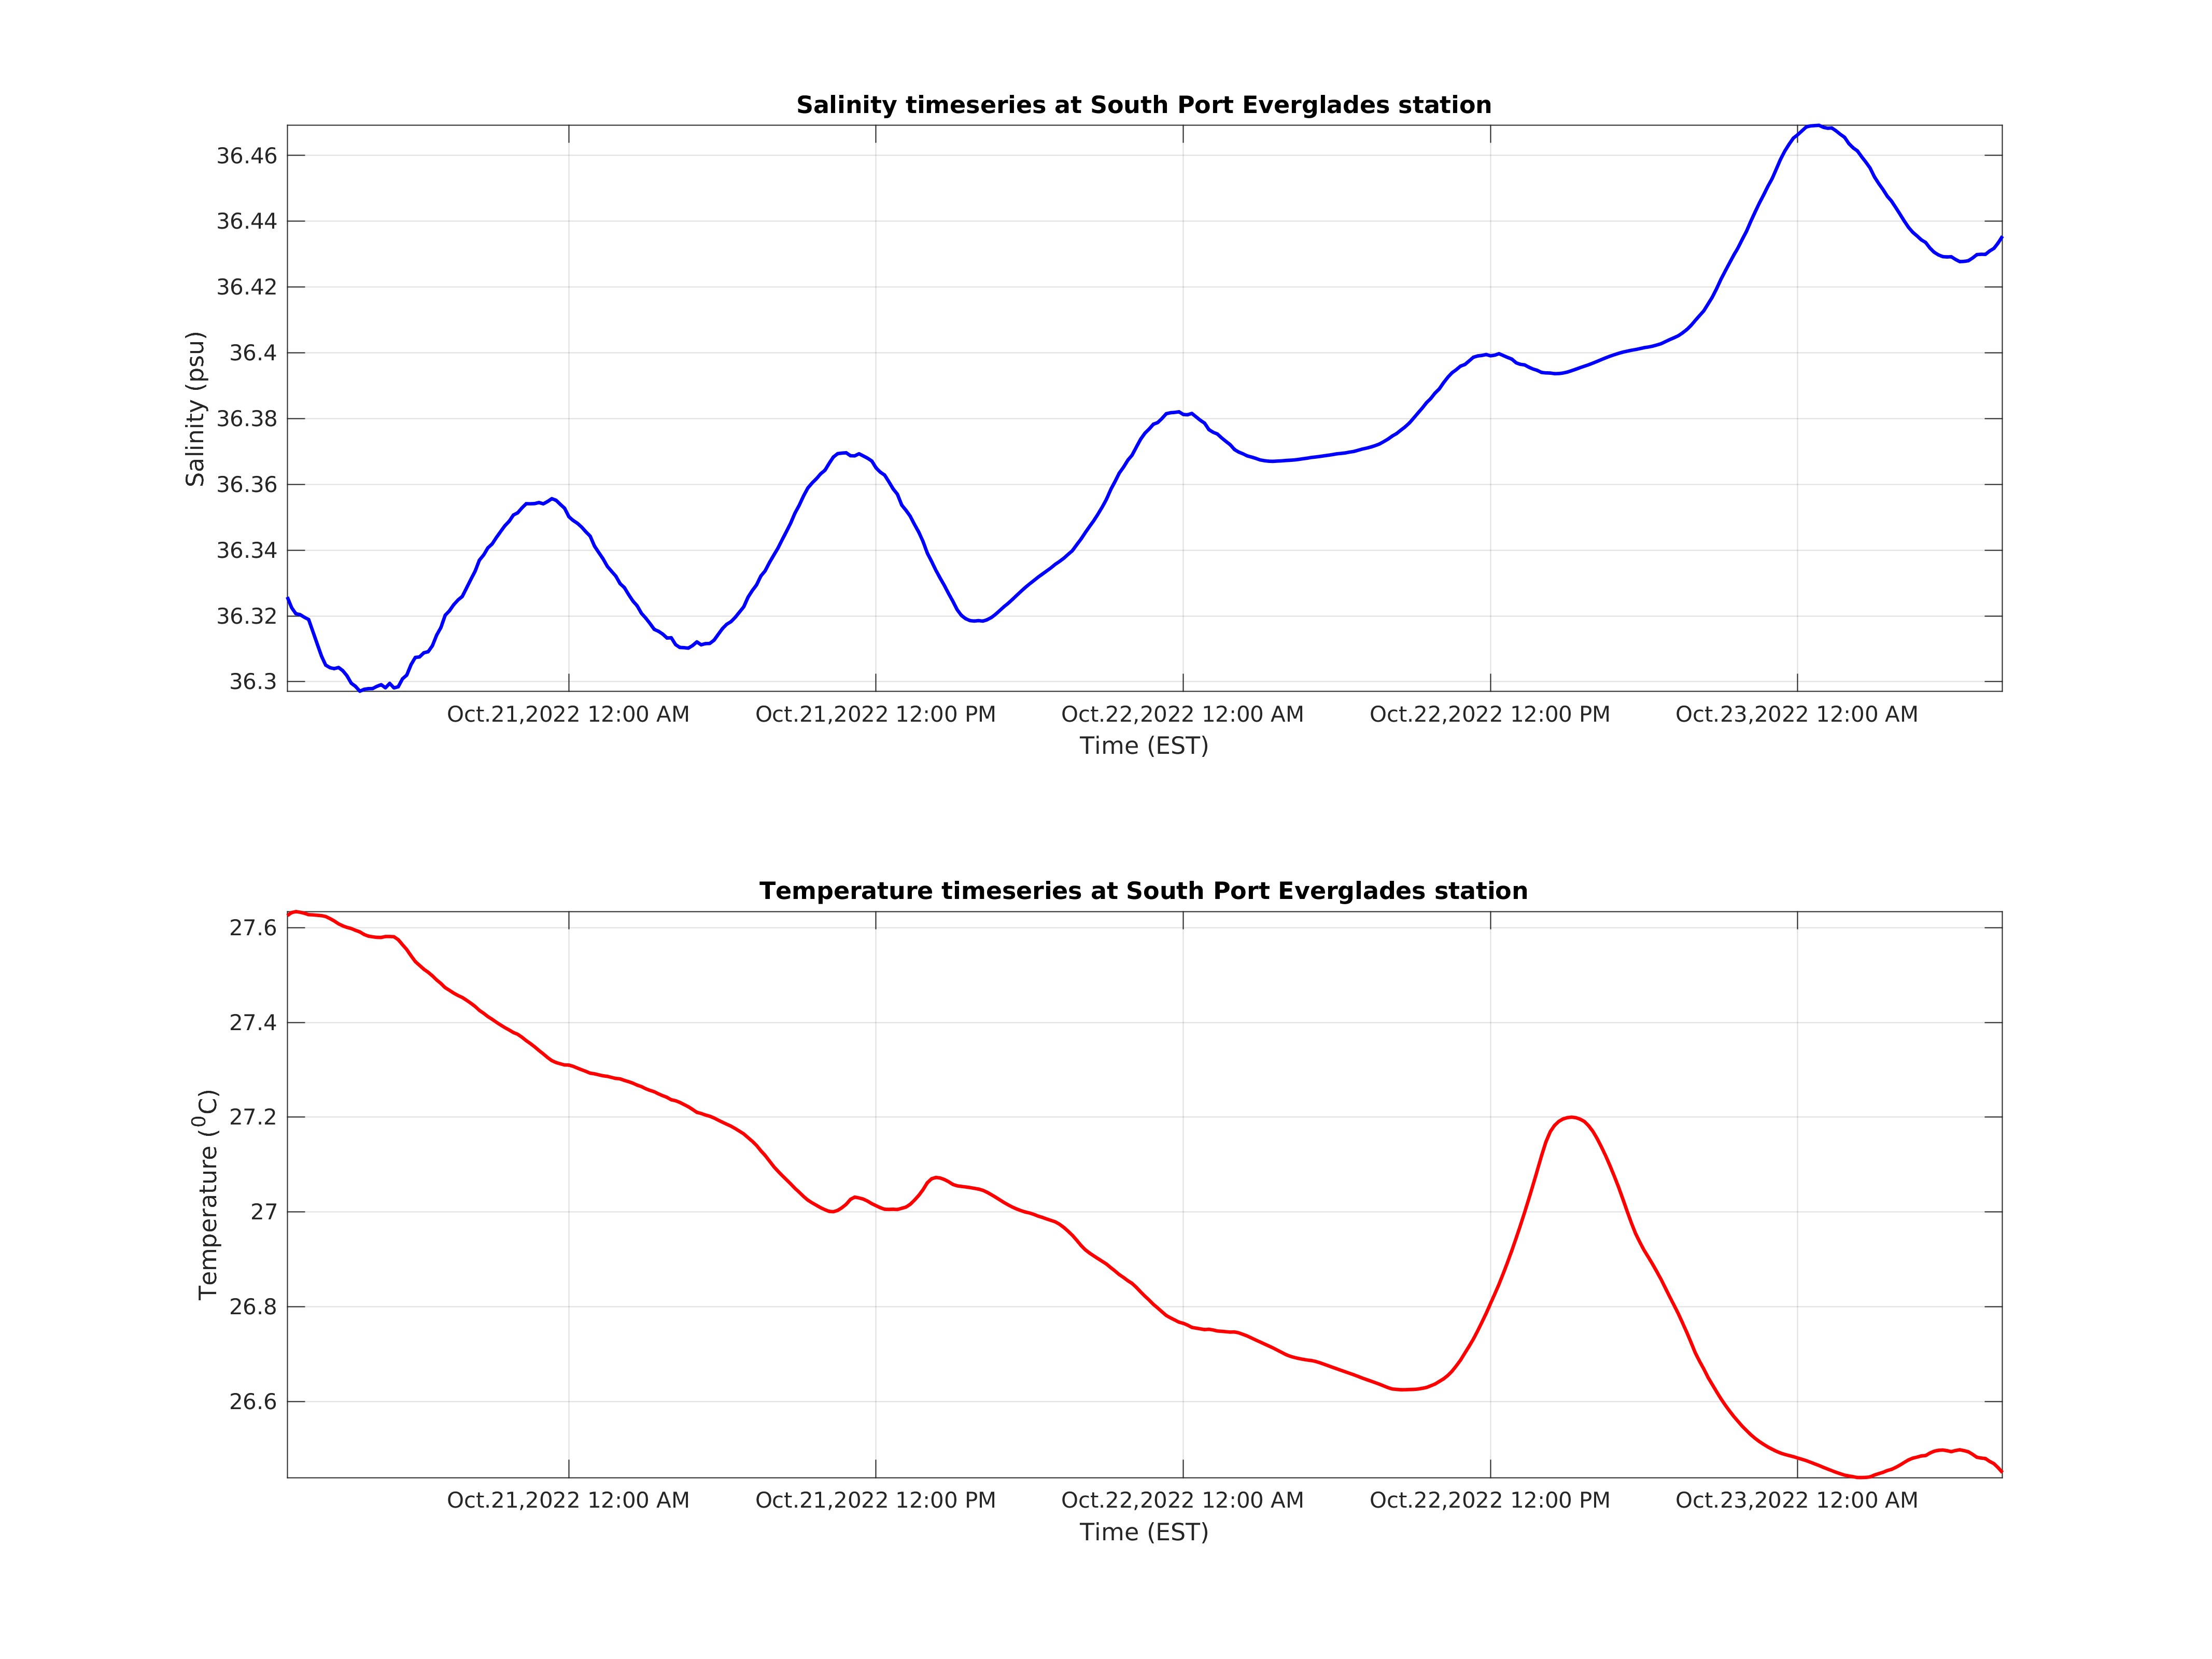 Salinity timeseries at South Port Everglades station
36.46
36.44
36.42
36.4
36.38
36.36
36.34
36.32
36.3
Salinity (psu)
Oct.21,2022 12:00 AM Oct.21,2022 12:00 PM Oct.22,2022 12:00 AM Oct.22,2022 12:00 PM Oct.23,2022 12:00 AM
Time (EST)
Temperature timeseries at South Port Everglades station
27.6
27.4
27.2
27
26.8
26.6
Temperature (⁰C)
Oct.21,2022 12:00 AM Oct.21,2022 12:00 PM Oct.22,2022 12:00 AM Oct.22,2022 12:00 PM Oct.23,2022 12:00 AM
Time (EST)